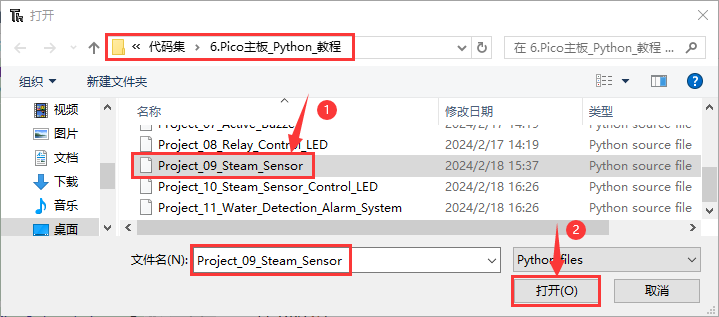 打开
« 代码集 › 6.Pico主板_Python_教程
在 6.Pico主板_Python_教程 ...
组织 新建文件夹
名称 修改日期 类型
视频
图片
文档
下载
音乐
桌面
Project_07_Active_Buzze 2024/2/17 14:19 Python source file
Project_08_Relay_Control_LED 2024/2/17 14:19 Python source file
Project_09_Steam_Sensor 2024/2/18 15:37 Python source file
Project_10_Steam_Sensor_Control_LED 2024/2/18 16:26 Python source file
Project_11_Water_Detection_Alarm_System 2024/2/18 16:26 Python source file
1
2
文件名(N): Project_09_Steam_Sensor Python files
打开(O) 取消